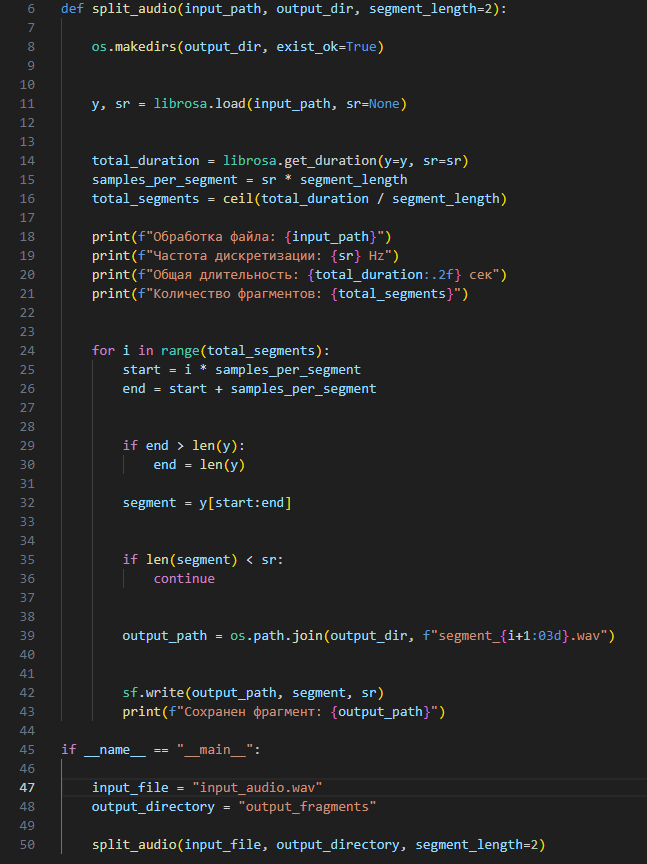 6 def split_audio(input_path, output_dir, segment_length=2):
7
8     os.makedirs(output_dir, exist_ok=True)
9
10
11     y, sr = librosa.load(input_path, sr=None)
12
13
14     total_duration = librosa.get_duration(y=y, sr=sr)
15     samples_per_segment = sr * segment_length
16     total_segments = ceil(total_duration / segment_length)
17
18     print(f"Обработка файла: {input_path}")
19     print(f"Частота дискретизации: {sr} Hz")
20     print(f"Общая длительность: {total_duration:.2f} сек")
21     print(f"Количество фрагментов: {total_segments}")
22
23
24     for i in range(total_segments):
25         start = i * samples_per_segment
26         end = start + samples_per_segment
27
28
29         if end > len(y):
30             end = len(y)
31
32         segment = y[start:end]
33
34
35         if len(segment) < sr:
36             continue
37
38
39         output_path = os.path.join(output_dir, f"segment_{i+1:03d}.wav")
40
41
42         sf.write(output_path, segment, sr)
43         print(f"Сохранен фрагмент: {output_path}")
44
45 if __name__ == "__main__":
46
47     input_file = "input_audio.wav"
48     output_directory = "output_fragments"
49
50     split_audio(input_file, output_directory, segment_length=2)